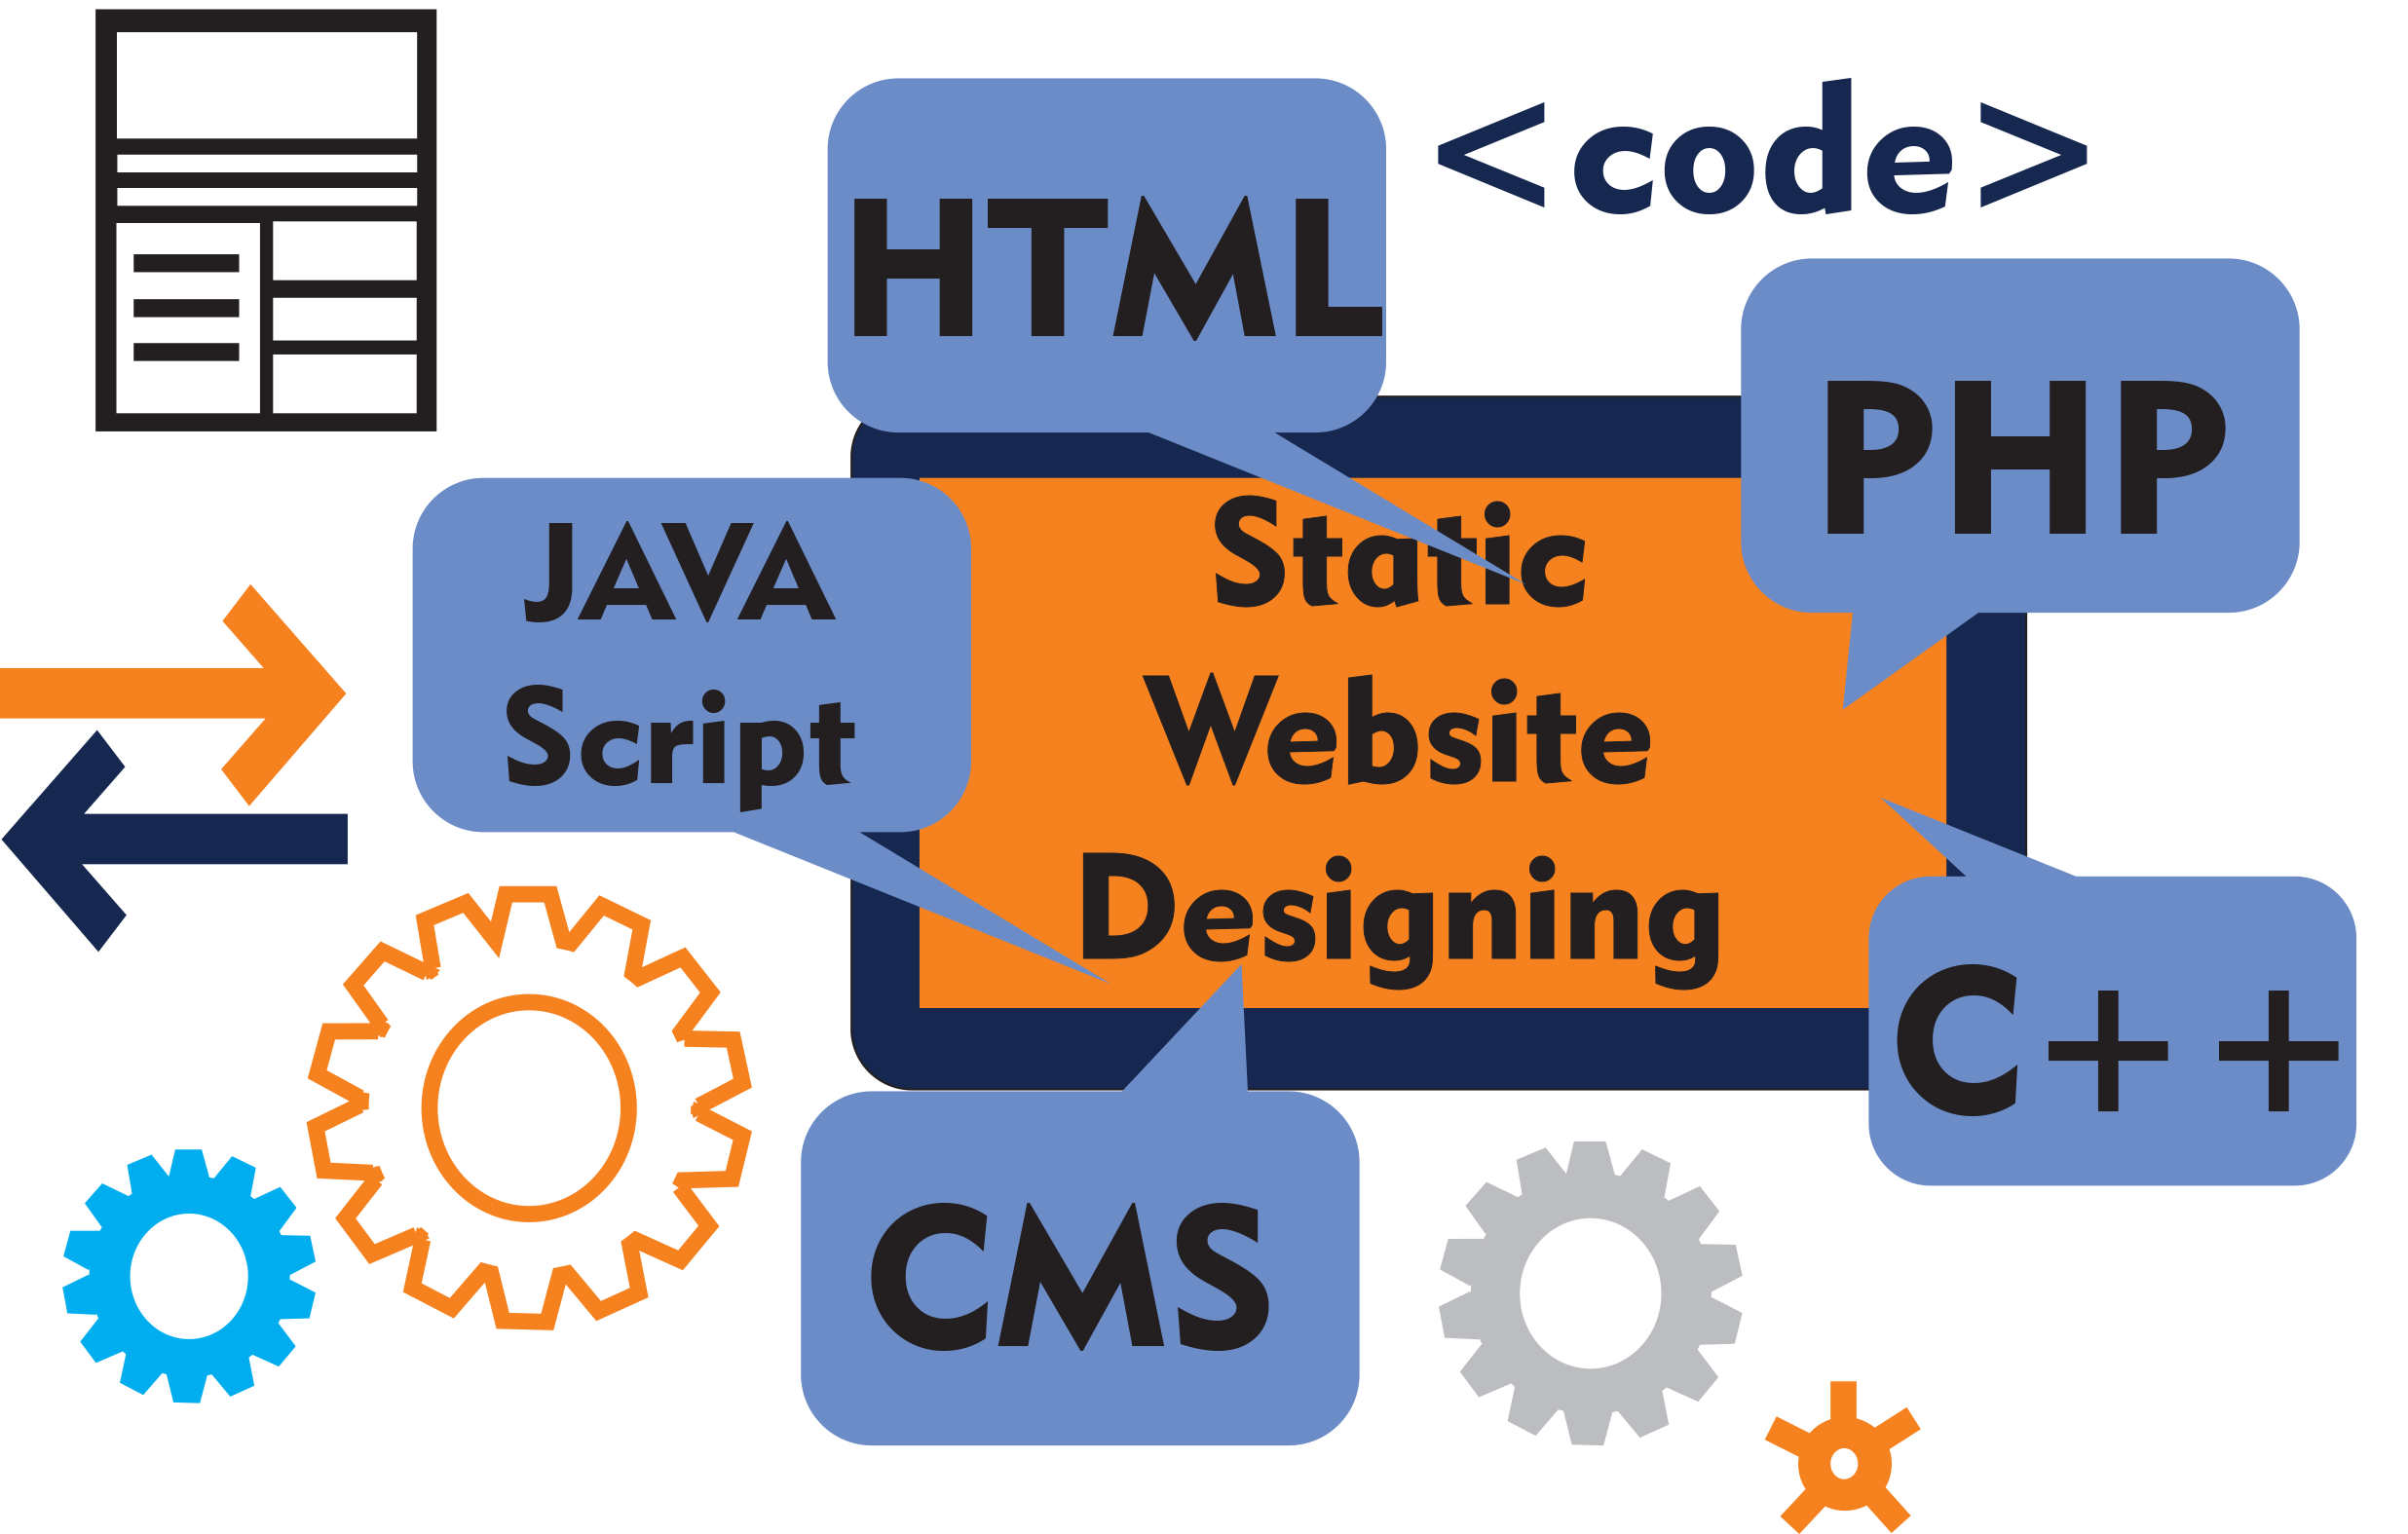 <code>
HTML
PHP
JAVA
Script
Static
Website
Designing
C++
CMS